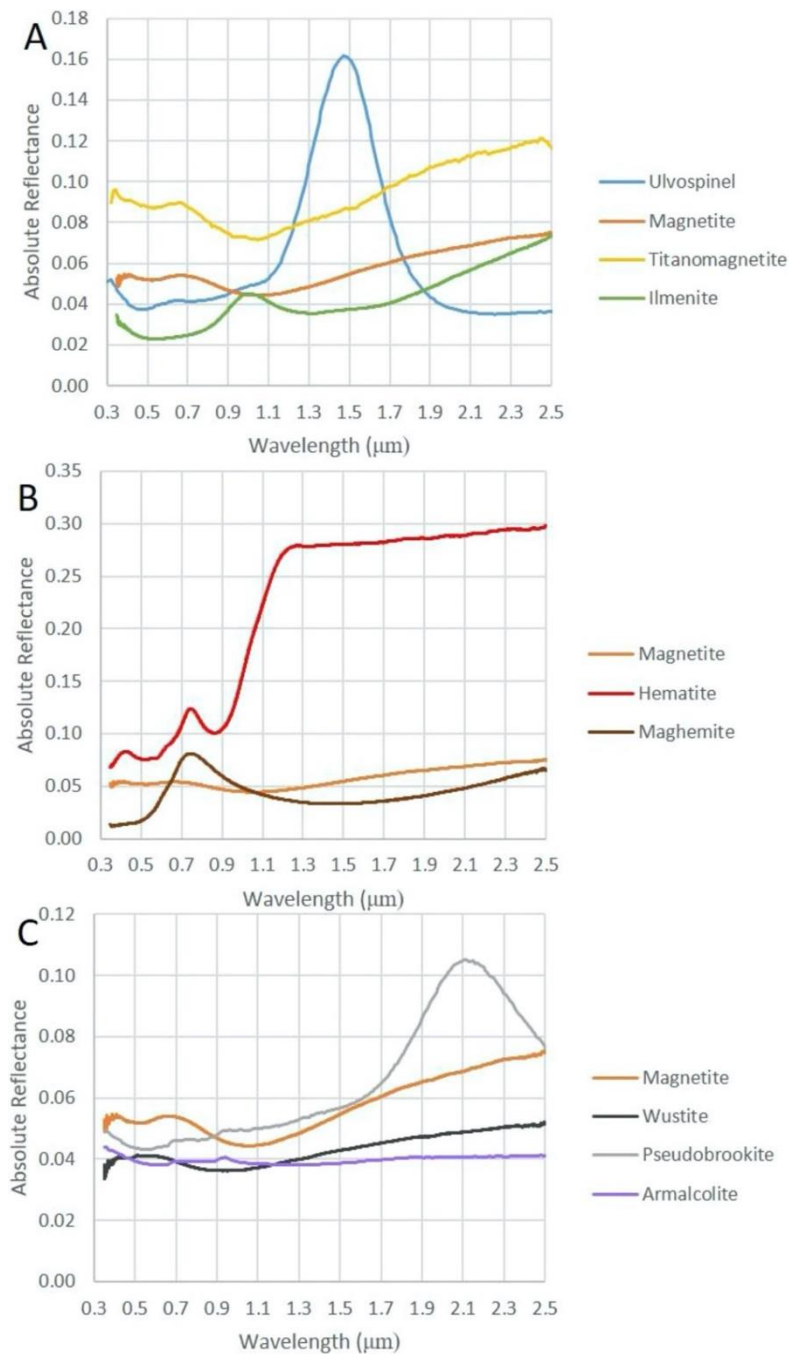 A
0.18
0.16
0.14
0.12
0.10
0.08
0.06
0.04
0.02
0.00
Absolute Reflectance
0.3 0.5 0.7 0.9 1.1 1.3 1.5 1.7 1.9 2.1 2.3 2.5
Wavelength (μm)
Ulvospinel
Magnetite
Titanomagnetite
Ilmenite
B
0.35
0.30
0.25
0.20
0.15
0.10
0.05
0.00
Absolute Reflectance
0.3 0.5 0.7 0.9 1.1 1.3 1.5 1.7 1.9 2.1 2.3 2.5
Wavelength (μm)
Magnetite
Hematite
Maghemite
C
0.12
0.10
0.08
0.06
0.04
0.02
0.00
Absolute Reflectance
0.3 0.5 0.7 0.9 1.1 1.3 1.5 1.7 1.9 2.1 2.3 2.5
Wavelength (μm)
Magnetite
Wustite
Pseudobrookite
Armalcolite